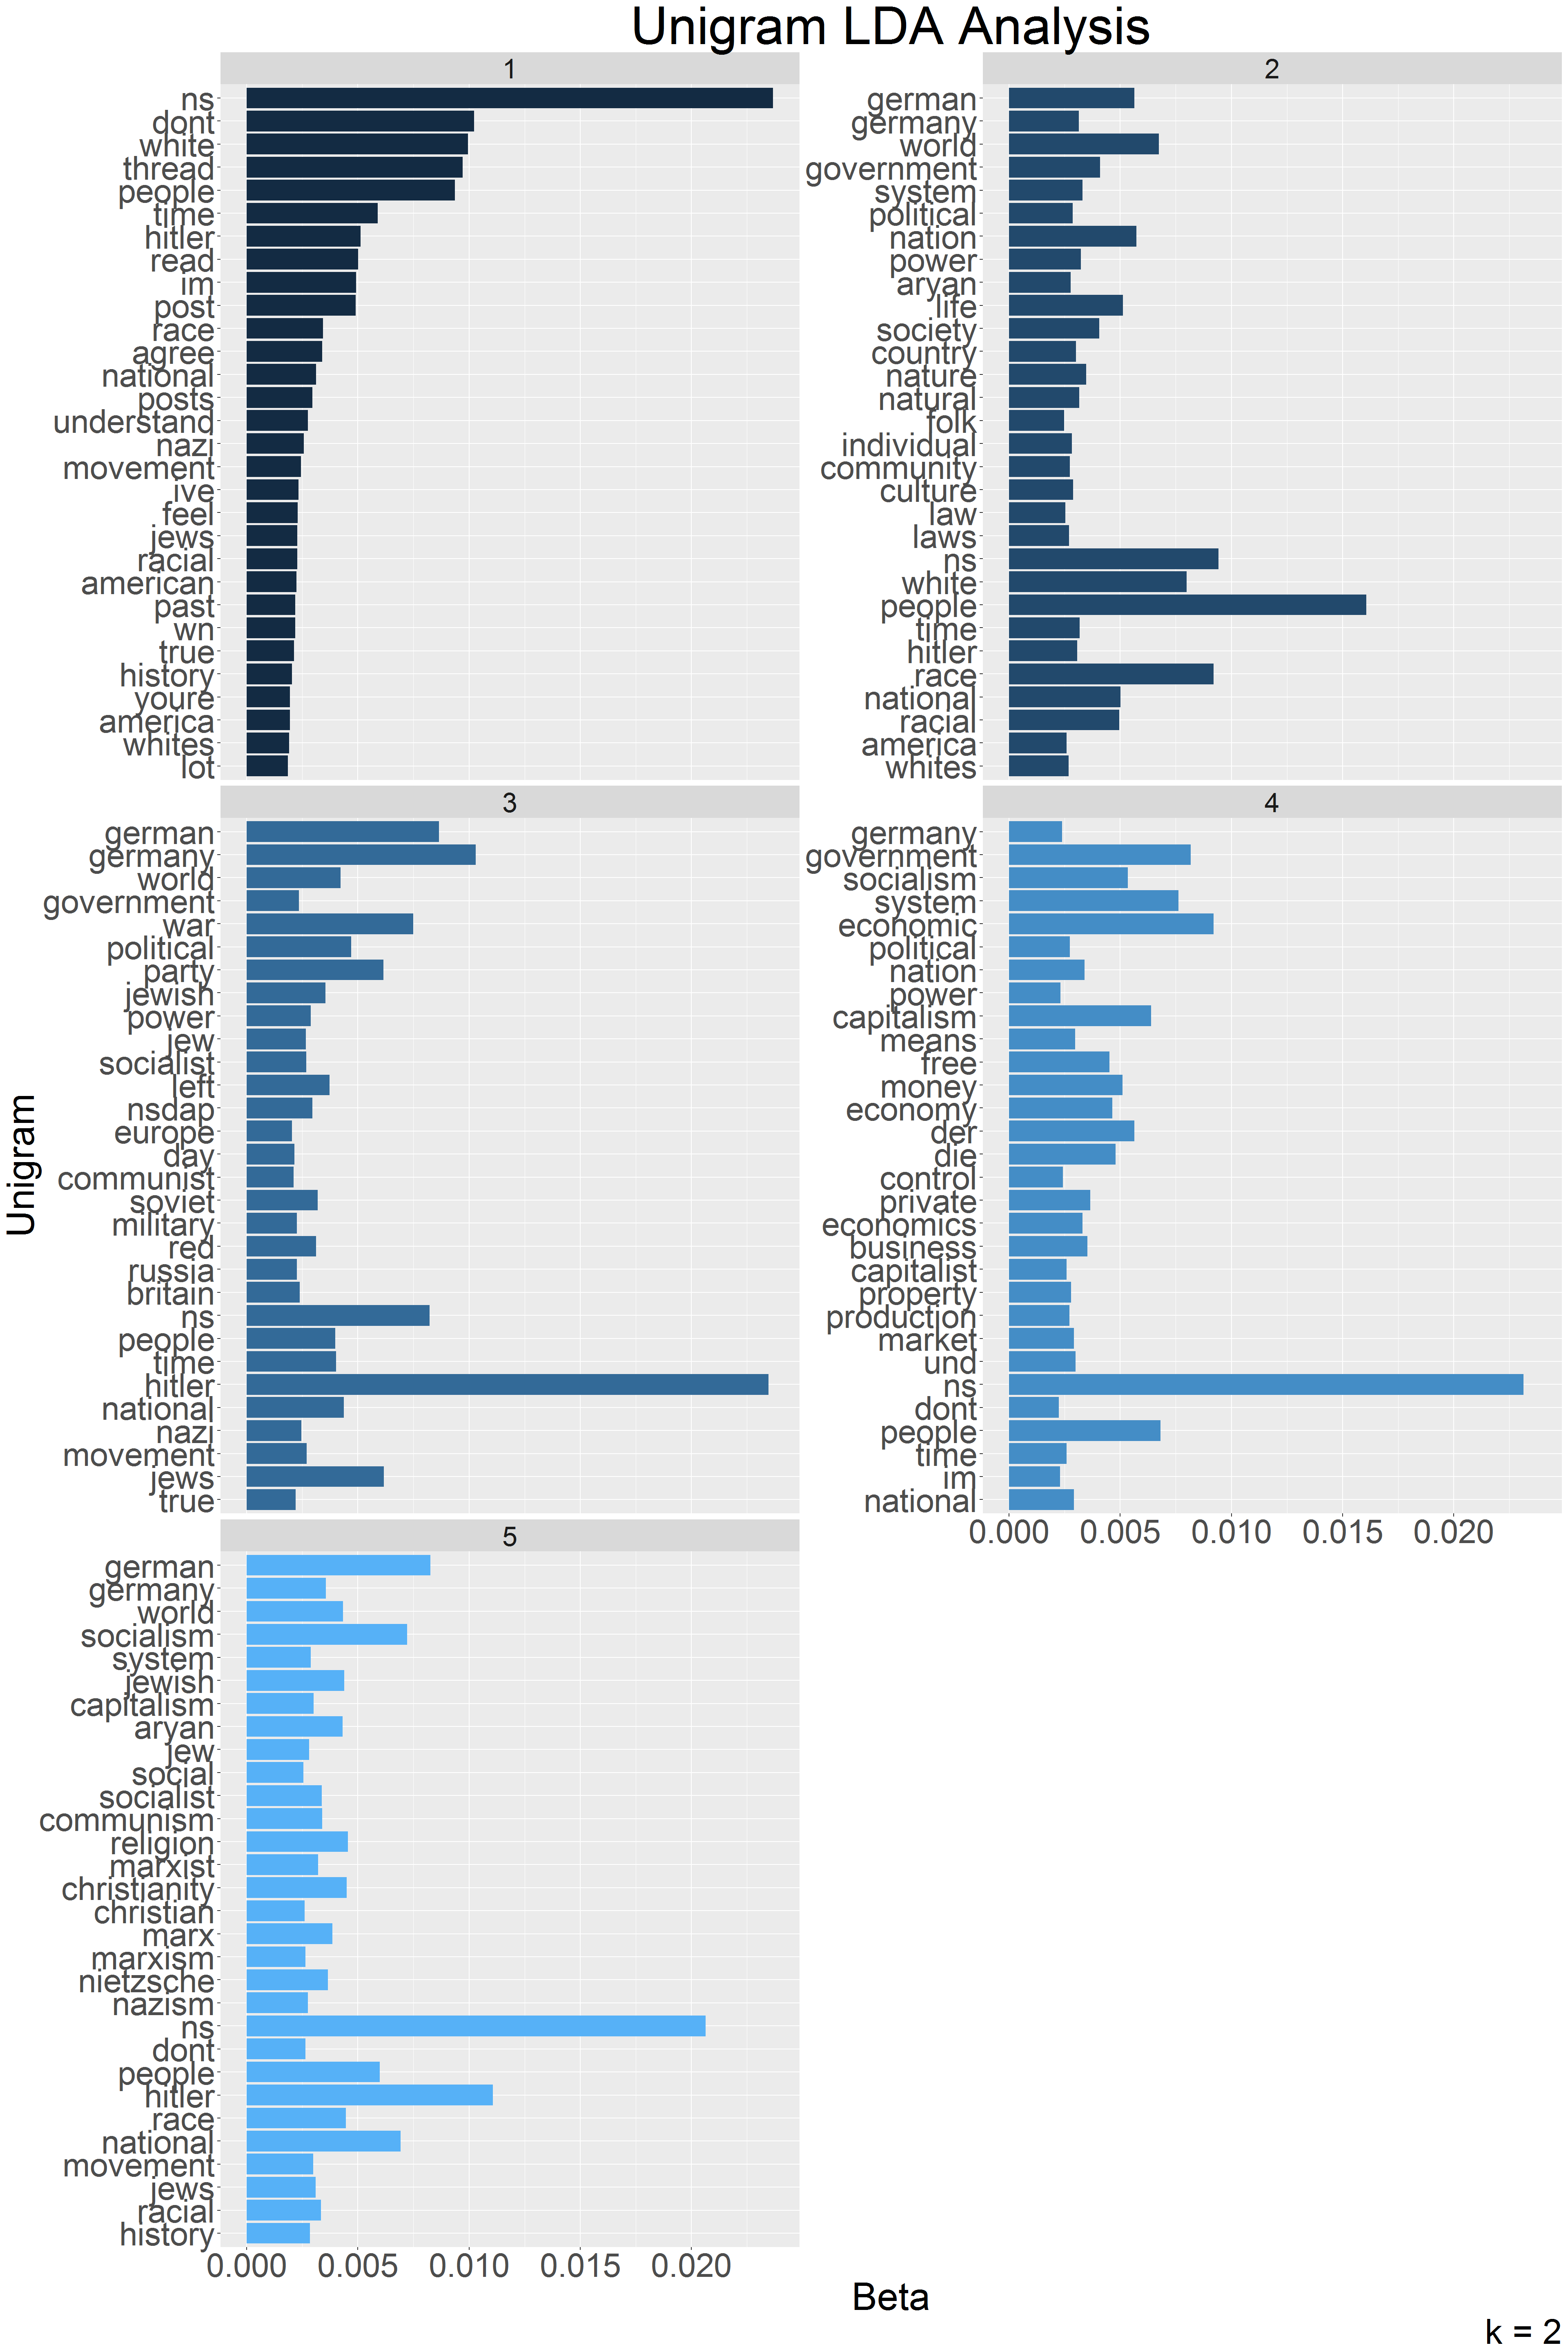 Unigram LDA Analysis
1
ns
dont
white
thread
people
time
hitler
read
im
post
race
agree
national
posts
understand
nazi
movement
ive
feel
jews
racial
american
past
wn
true
history
youre
america
whites
lot
2
german
germany
world
government
system
political
nation
power
aryan
life
society
country
nature
natural
folk
individual
community
culture
law
laws
ns
white
people
time
hitler
race
national
racial
america
whites
3
german
germany
world
government
war
political
party
jewish
power
jew
socialist
left
nsdap
europe
day
communist
soviet
military
red
russia
britain
ns
people
time
hitler
national
nazi
movement
jews
true
4
germany
government
socialism
system
economic
political
nation
power
capitalism
means
free
money
economy
der
die
control
private
economics
business
capitalist
property
production
market
und
ns
dont
people
time
im
national
0.000 0.005 0.010 0.015 0.020
5
german
germany
world
socialism
system
jewish
capitalism
aryan
jew
social
socialist
communism
religion
marxist
christianity
christian
marx
marxism
nietzsche
nazism
ns
dont
people
hitler
race
national
movement
jews
racial
history
0.000 0.005 0.010 0.015 0.020
Unigram
Beta
k = 2